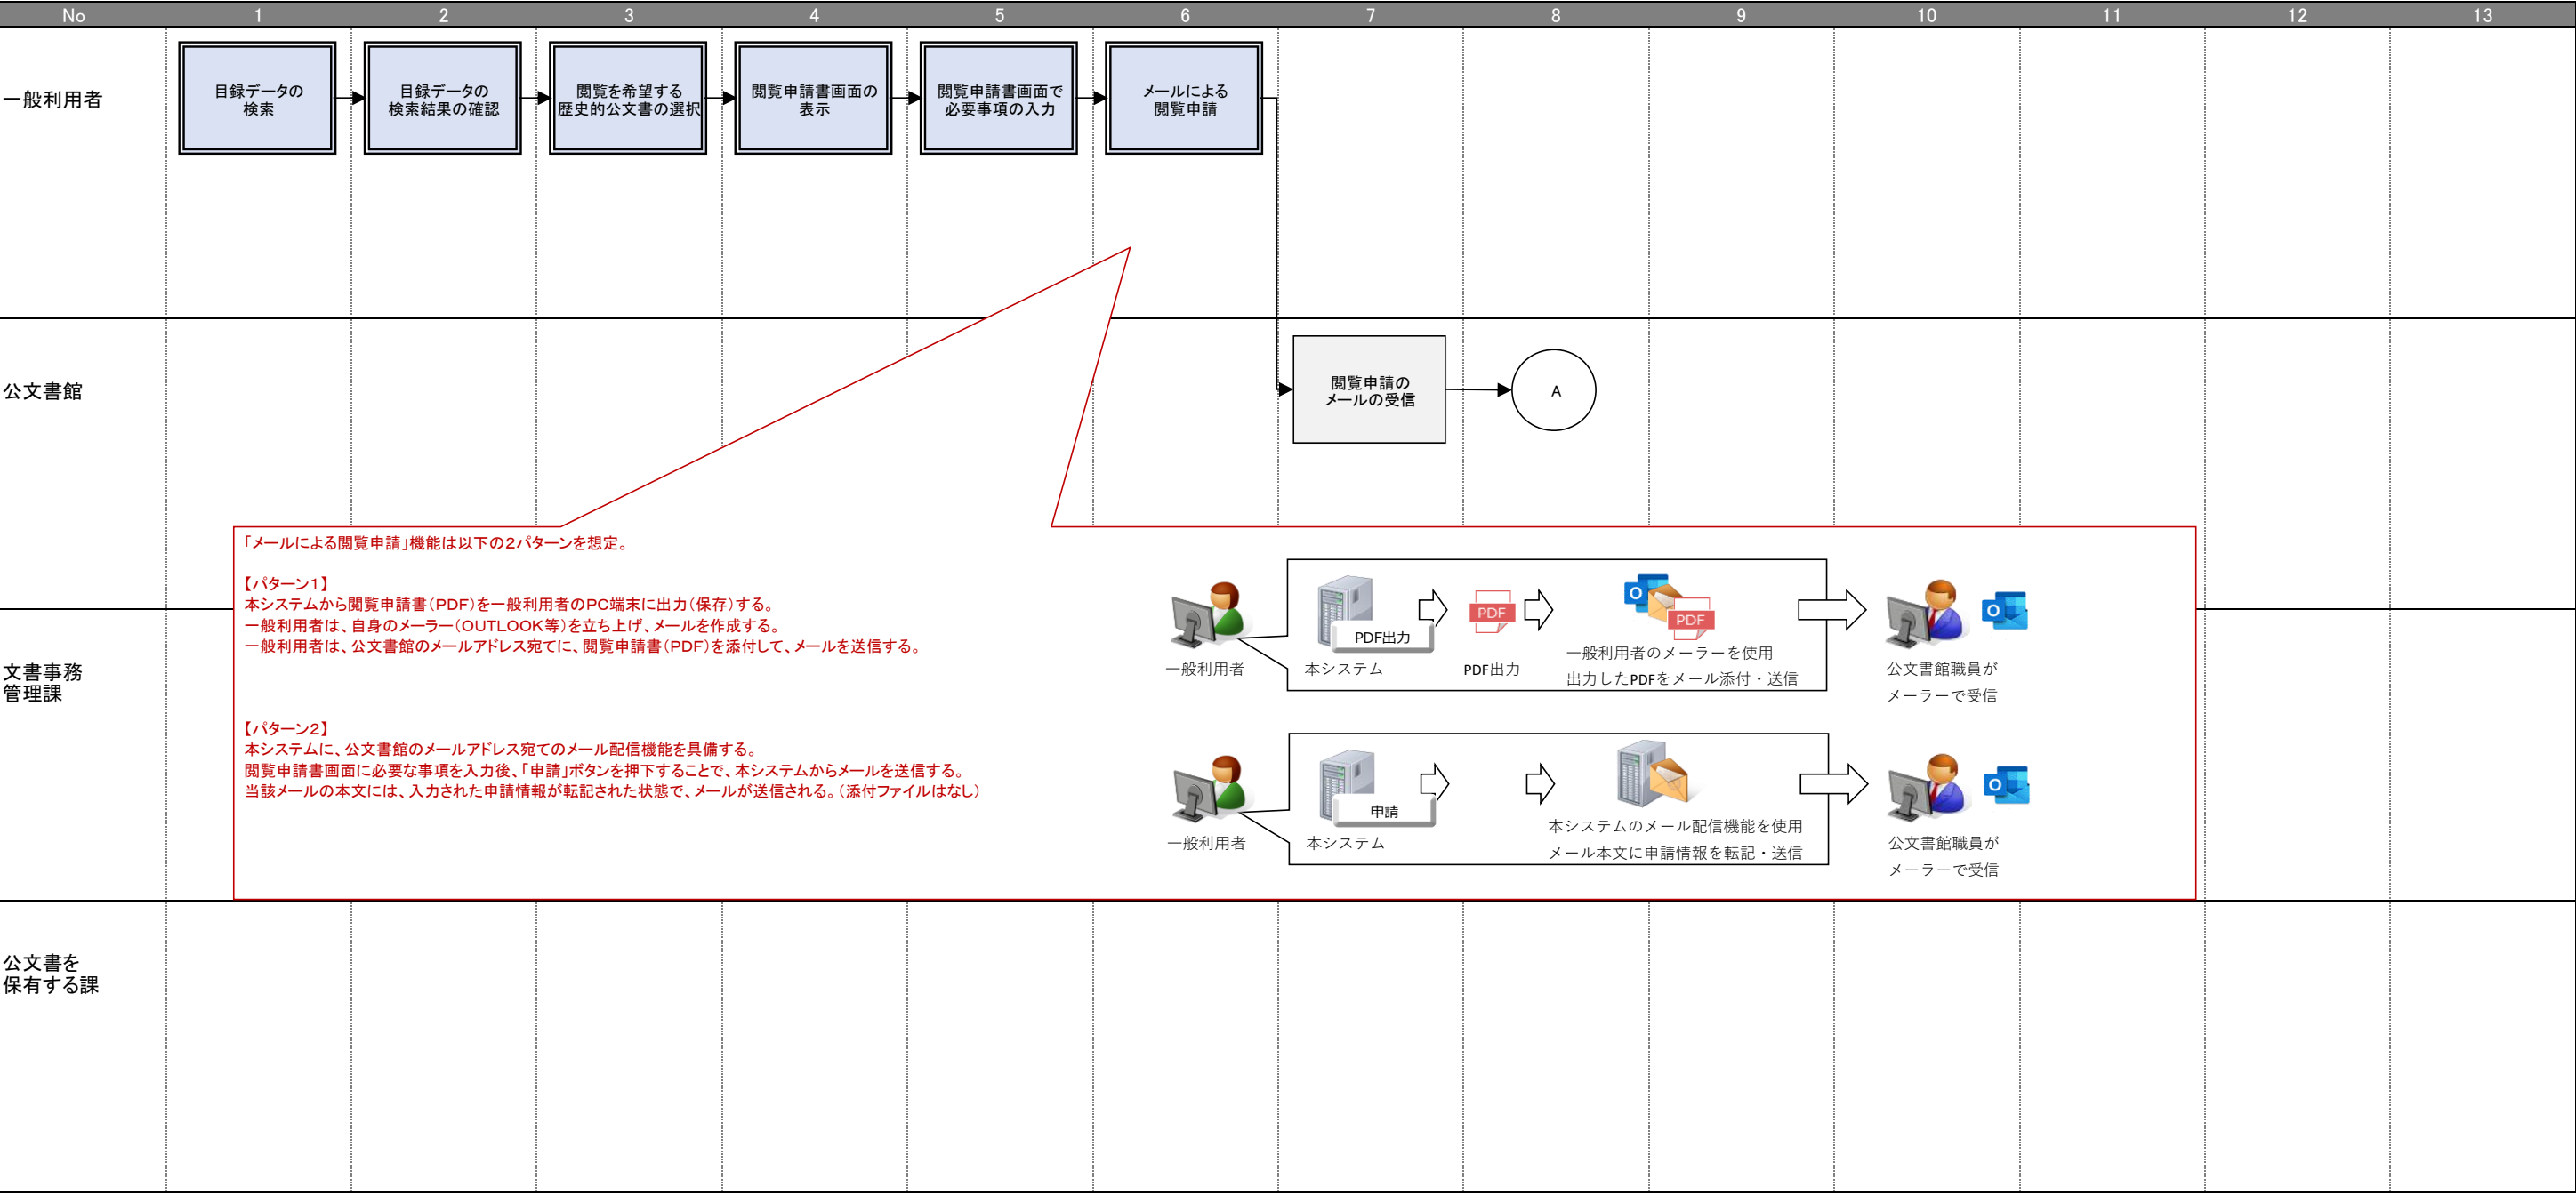 No 1 2 3 4 5 6 7 8 9 10 11 12 13
一般利用者
目録データの
検索
目録データの
検索結果の確認
閲覧を希望する
歴史的公文書の選択
閲覧申請書画面の
表示
閲覧申請書画面で
必要事項の入力
メールによる
閲覧申請
公文書館
閲覧申請の
メールの受信
A
文書事務
管理課
「メールによる閲覧申請」機能は以下の2パターンを想定。
【パターン1】
本システムから閲覧申請書(PDF)を一般利用者のPC端末に出力(保存)する。
一般利用者は、自身のメーラー(OUTLOOK等)を立ち上げ、メールを作成する。
一般利用者は、公文書館のメールアドレス宛てに、閲覧申請書(PDF)を添付して、メールを送信する。
【パターン2】
本システムに、公文書館のメールアドレス宛てのメール配信機能を具備する。
閲覧申請書画面に必要な事項を入力後、「申請」ボタンを押下することで、本システムからメールを送信する。
当該メールの本文には、入力された申請情報が転記された状態で、メールが送信される。(添付ファイルはなし)
一般利用者
PDF出力
本システム
PDF
PDF出力
O
PDF
一般利用者のメーラーを使用
出力したPDFをメール添付・送信
O
公文書館職員が
メーラーで受信
一般利用者
申請
本システム
本システムのメール配信機能を使用
メール本文に申請情報を転記・送信
O
公文書館職員が
メーラーで受信
公文書を
保有する課